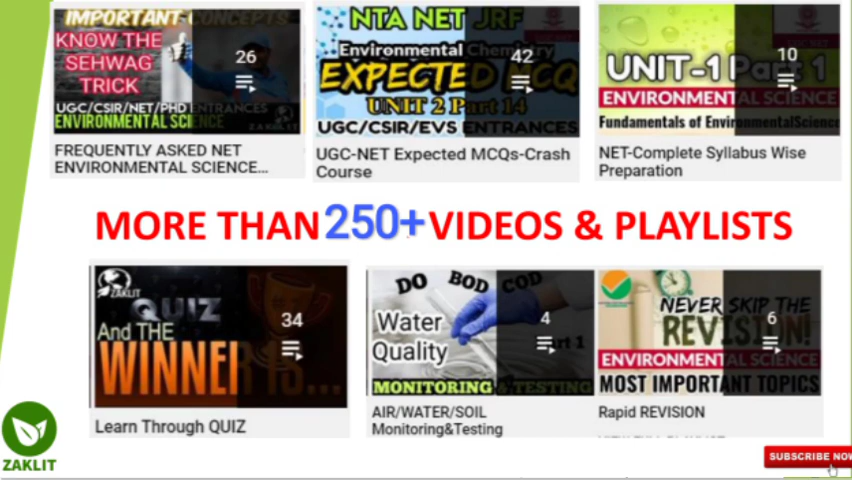 IMPORTANT CONCEPTS
KNOW THE
SEHWAG
TRICK
26
UGC/CSIR/NET/PHD ENTRANCES
ENVIRONMENTAL SCIENCE
ZAKLIT
FREQUENTLY ASKED NET
ENVIRONMENTAL SCIENCE...
NTA NET JRF
Environmental Chemistry
42
EXPECTED MCQ
UNIT 2 Part 14
UGC/CSIR/EVS ENTRANCES
UGC-NET Expected MCQs-Crash
Course
10
UNIT-1 Part 1
ENVIRONMENTAL SCIENCE
Fundamentals of EnvironmentalScience
NET-Complete Syllabus Wise
Preparation
MORE THAN 250+ VIDEOS & PLAYLISTS
ZAKLIT
QUIZ
And THE
WINNER IS...
34
Learn Through QUIZ
DO BOD COD
Water
Quality
4
art 1
MONITORING & TESTING
AIR/WATER/SOIL
Monitoring&Testing
NEVER SKIP THE
REVISION!
6
ENVIRONMENTAL SCIENCE
MOST IMPORTANT TOPICS
Rapid REVISION
ZAKLIT
SUBSCRIBE NOW